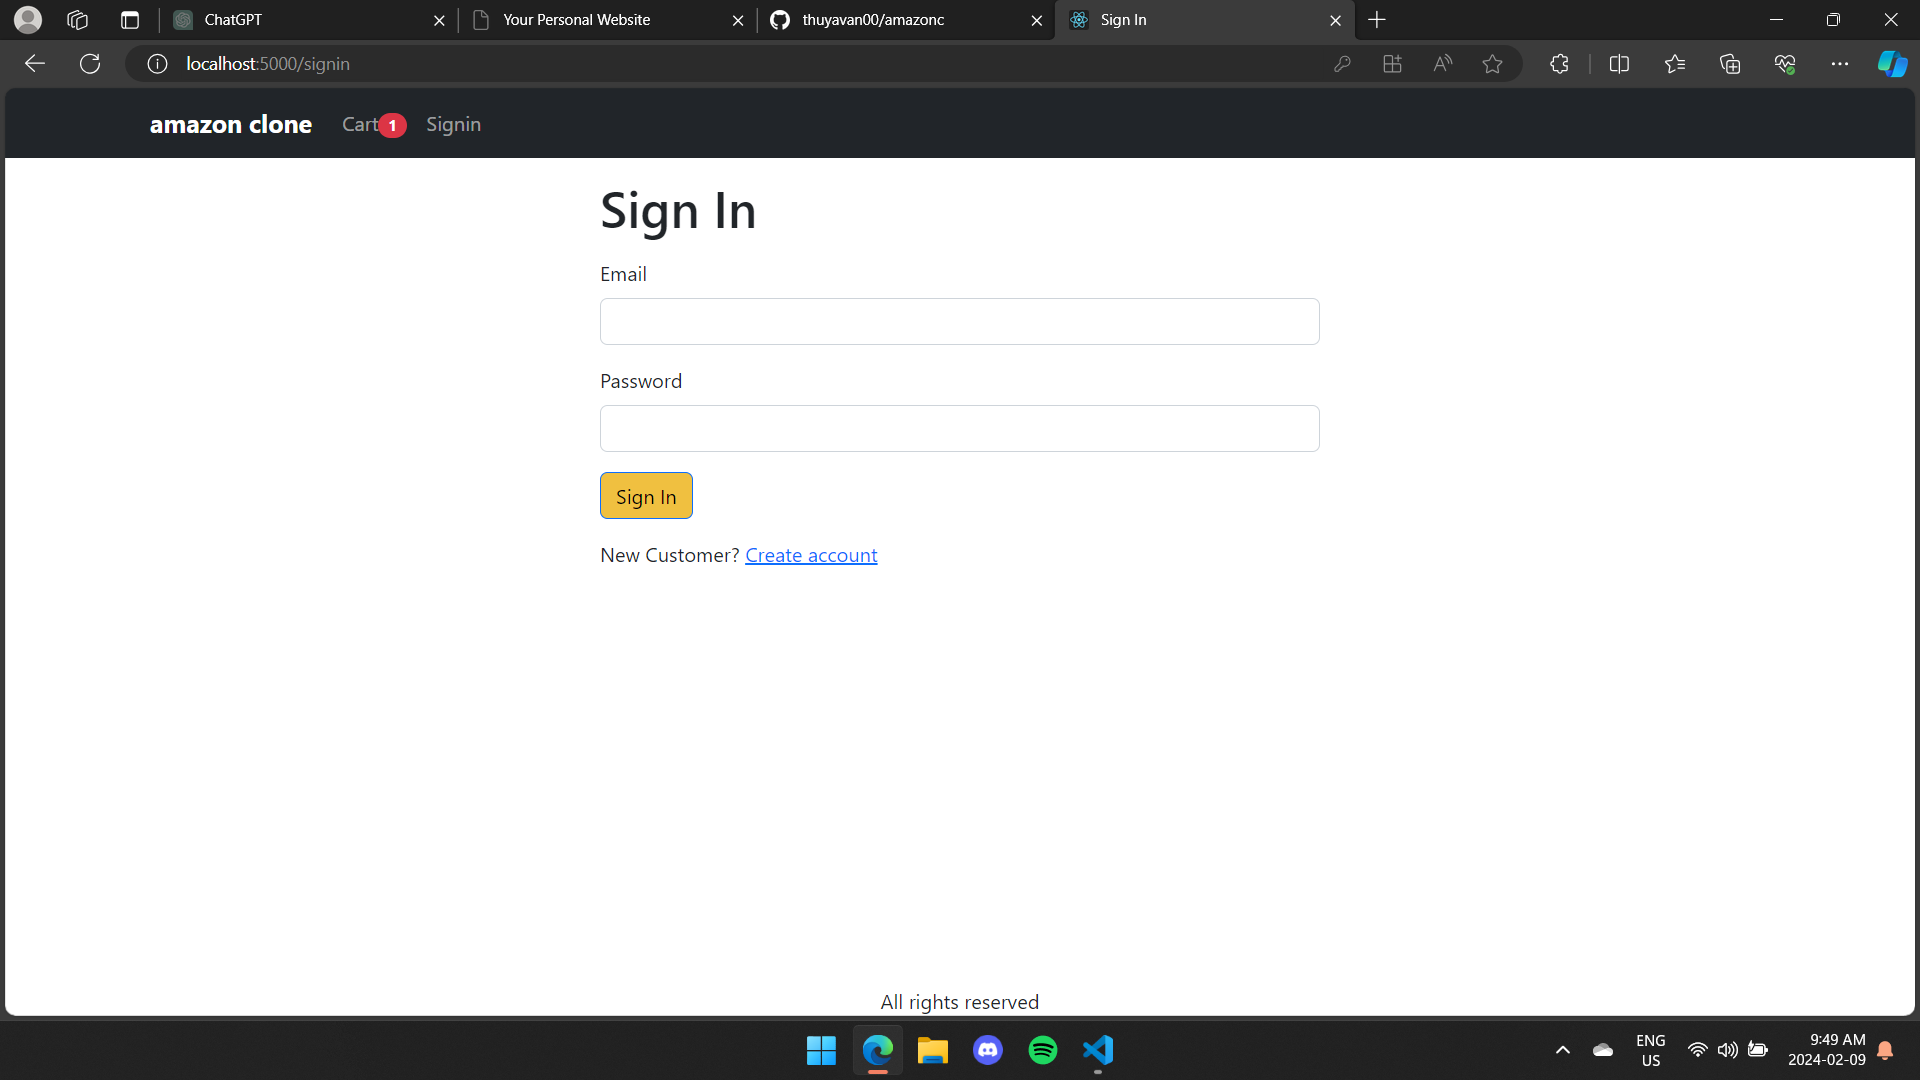 ChatGPT
Your Personal Website
thuyavan00/amazonc
Sign In
localhost:5000/signin
amazon clone Cart 1 Signin
Sign In
Email
Password
Sign In
New Customer? Create account
All rights reserved
ENG
US
9:49 AM
2024-02-09